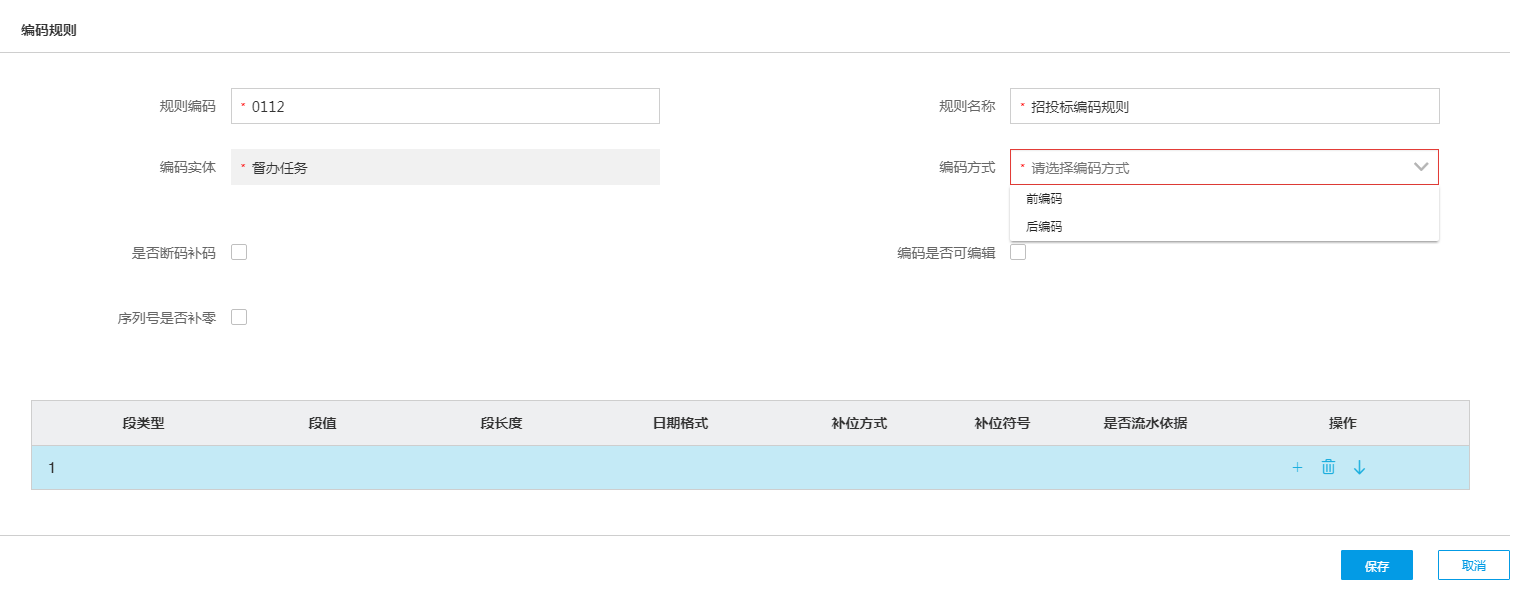 编码规则
规则编码 * 0112 规则名称 * 招投标编码规则
编码实体 * 督办任务 编码方式 * 请选择编码方式
前编码
后编码
是否断码补码 编码是否可编辑
序列号是否补零
段类型 段值 段长度 日期格式 补位方式 补位符号 是否流水依据 操作
1
保存 取消